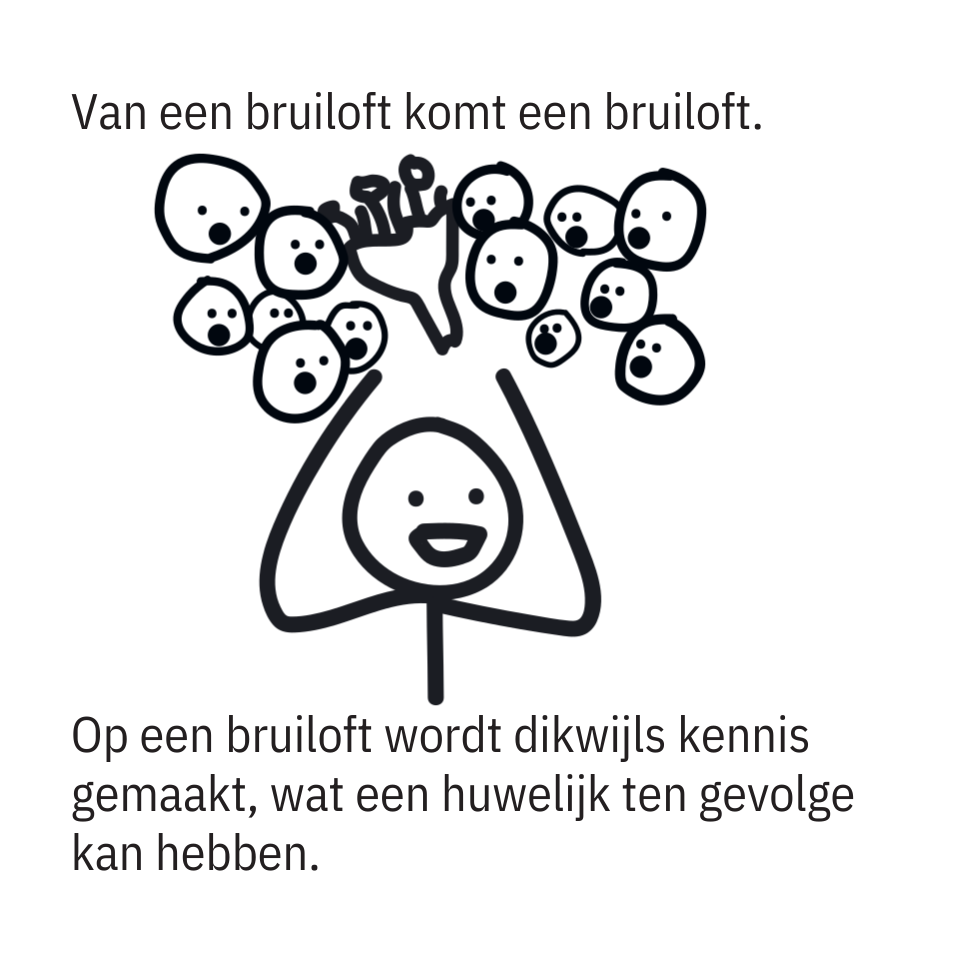 Van een bruiloft komt een bruiloft.
Op een bruiloft wordt dikwijls kennis
gemaakt, wat een huwelijk ten gevolge
kan hebben.